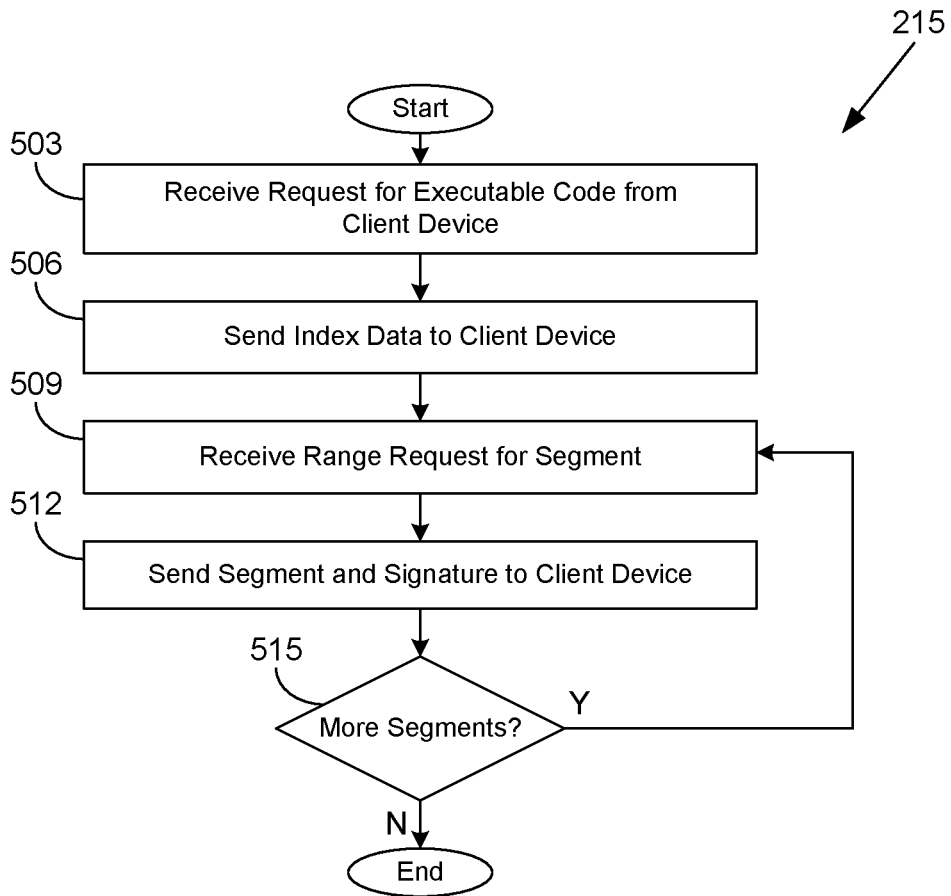 215
Start
503
Receive Request for Executable Code from
Client Device
506
Send Index Data to Client Device
509
Receive Range Request for Segment
512
Send Segment and Signature to Client Device
515
More Segments?
Y
N
End